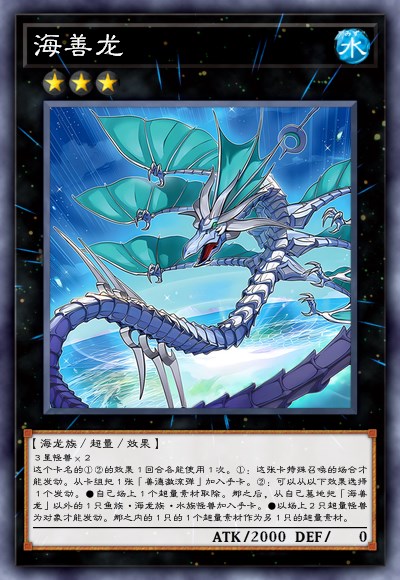 海善龙
水
【海龙族／超量／效果】
３星怪兽×２
这个卡名的①②的效果１回合各能使用１次。①：这张卡特殊召唤的场合才
能发动。从卡组把１张「善遁激流弹」加入手卡。②：可以从以下效果选择
１个发动。●自己场上１个超量素材取除。那之后，从自己墓地把「海善
龙」以外的１只鱼族·海龙族·水族怪兽加入手卡。●以场上２只超量怪兽
为对象才能发动。那之内的１只的１个超量素材作为另１只的超量素材。
ATK/2000 DEF/ 0